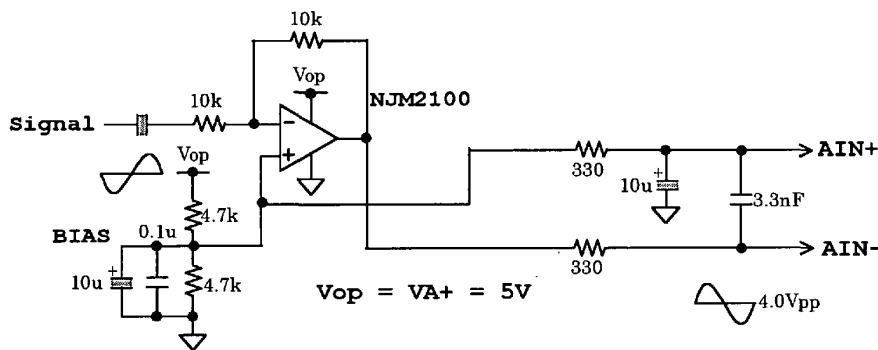 10k
Vop
NJM2100
10k
Signal
Vop
330
AIN+
10u
3.3nF
4.7k
0.1u
BIAS
10u
4.7k
330
AIN-
Vop = VA+ = 5V
4.0Vpp